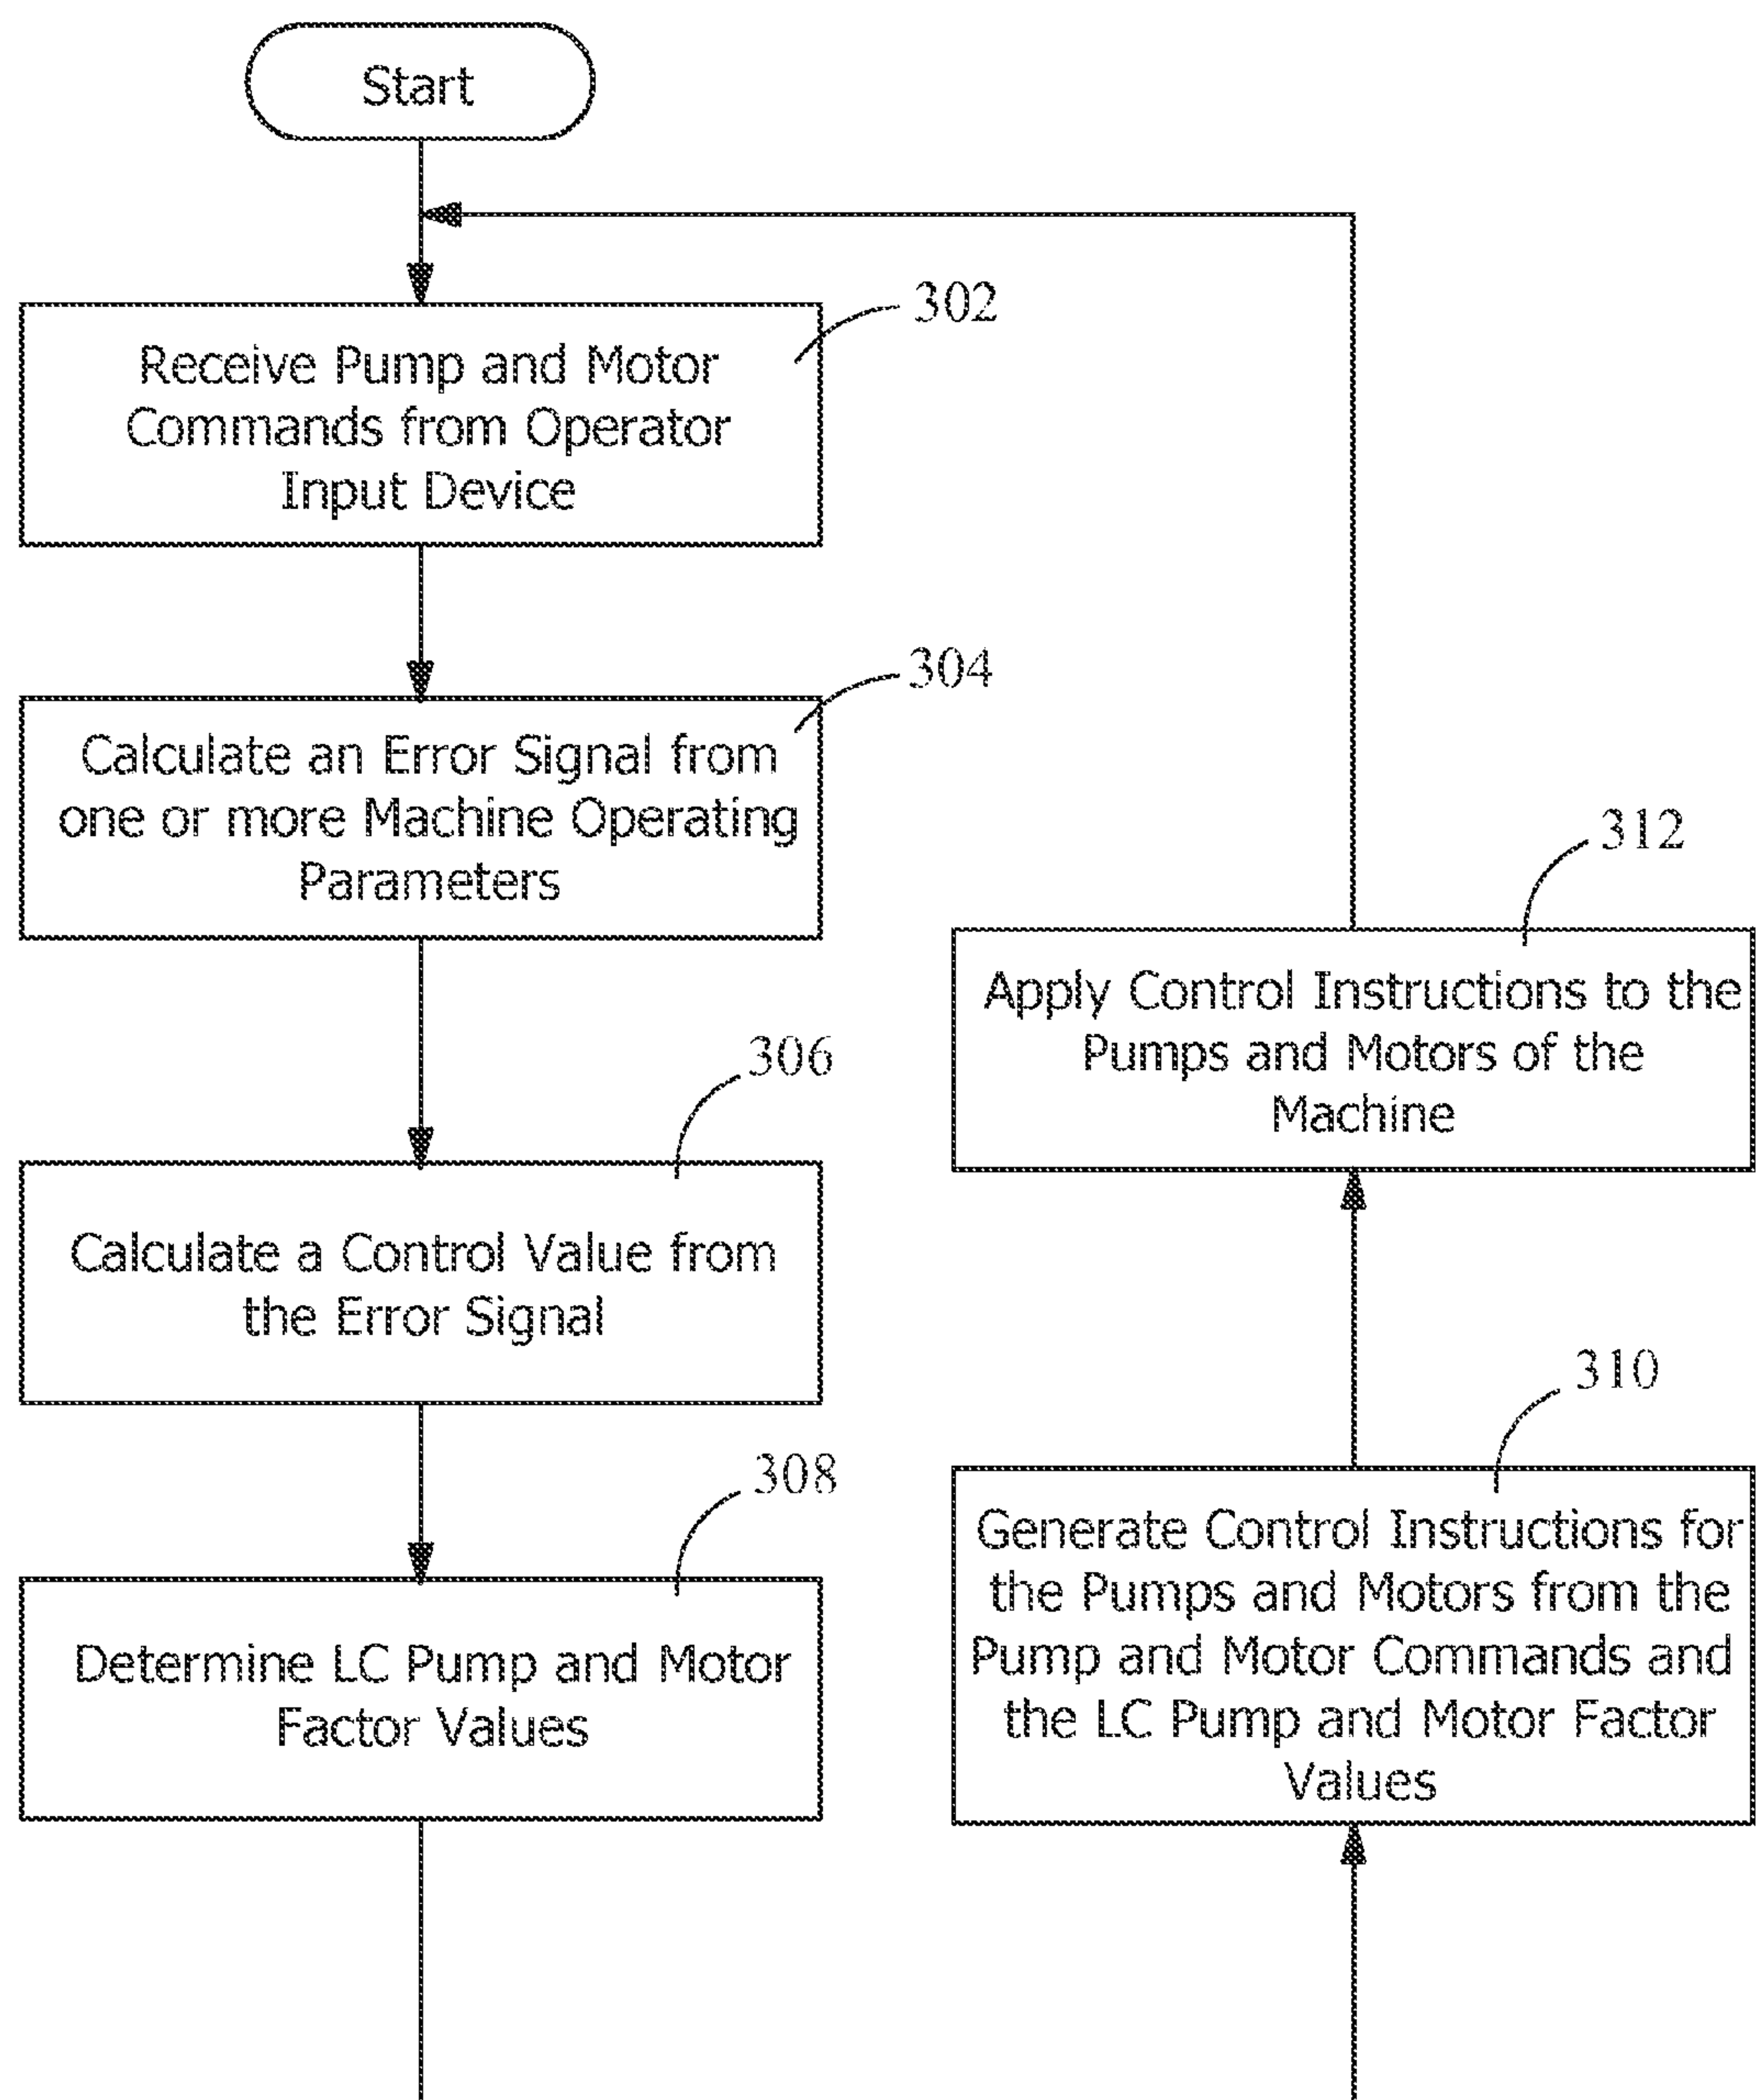 Start
302
Receive Pump and Motor
Commands from Operator
Input Device
304
Calculate an Error Signal from
one or more Machine Operating
Parameters
306
Calculate a Control Value from
the Error Signal
308
Determine LC Pump and Motor
Factor Values
310
Generate Control Instructions for
the Pumps and Motors from the
Pump and Motor Commands and
the LC Pump and Motor Factor
Values
312
Apply Control Instructions to the
Pumps and Motors of the
Machine